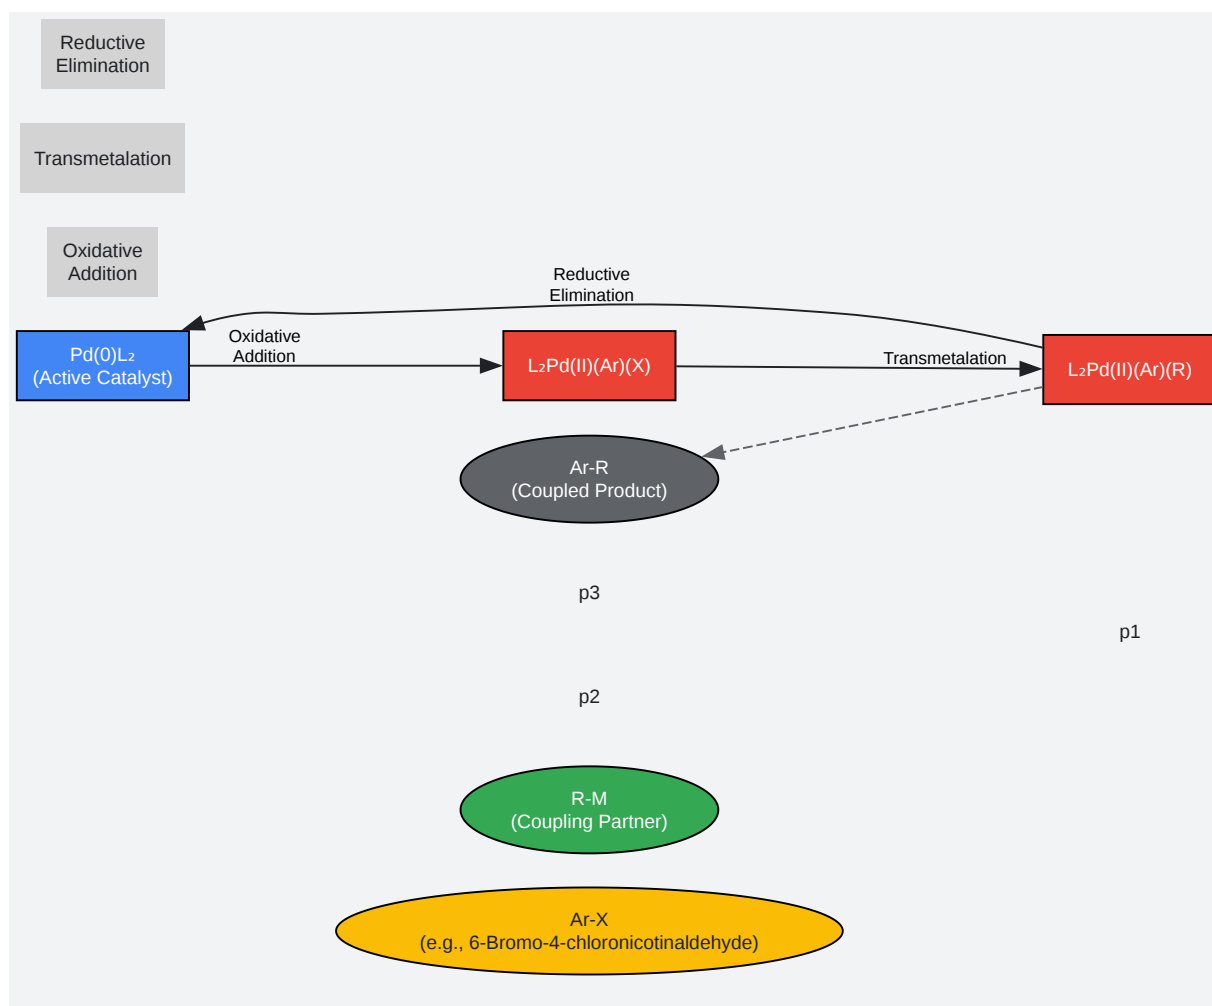 Reductive
Elimination
Transmetalation
Oxidative
Addition
Reductive
Elimination
Oxidative
Addition
Pd(0)L₂
(Active Catalyst)
L₂Pd(II)(Ar)(X)
Transmetalation
L₂Pd(II)(Ar)(R)
Ar-R
(Coupled Product)
p3
p1
p2
R-M
(Coupling Partner)
Ar-X
(e.g., 6-Bromo-4-chloronicotinaldehyde)